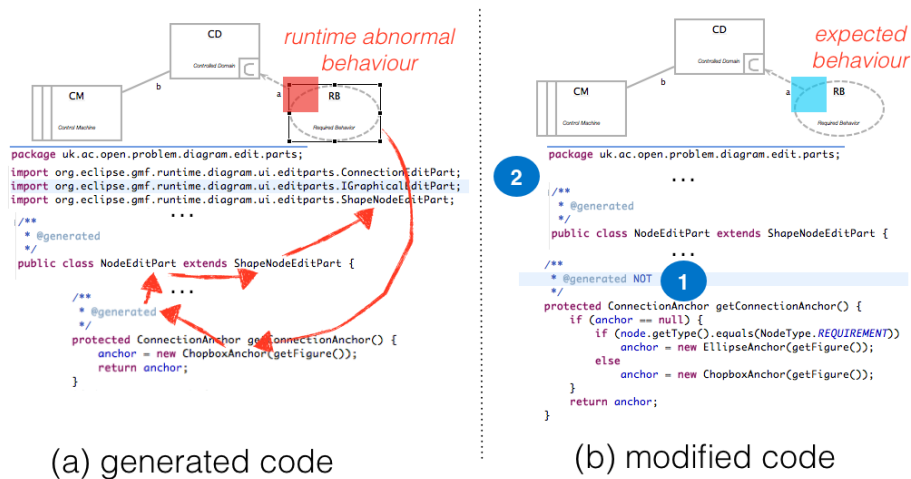 CD
Controlled Domain
runtime abnormal
behaviour
b
a
CM
Control Machine
RB
Required Behavior
package uk.ac.open.problem.diagram.edit.parts;
import org.eclipse.gmf.runtime.diagram.ui.editparts.ConnectionEditPart;
import org.eclipse.gmf.runtime.diagram.ui.editparts.IGraphicalEditPart;
import org.eclipse.gmf.runtime.diagram.ui.editparts.ShapeNodeEditPart;
...
/**
* @generated
*/
public class NodeEditPart extends ShapeNodeEditPart {
...
/**
* @generated
*/
protected ConnectionAnchor getConnectionAnchor() {
anchor = new ChopboxAnchor(getFigure());
return anchor;
}
(a) generated code
CD
Controlled Domain
expected
behaviour
b
a
CM
Control Machine
RB
Required Behavior
package uk.ac.open.problem.diagram.edit.parts;
2
...
/**
* @generated
*/
public class NodeEditPart extends ShapeNodeEditPart {
...
/**
* @generated NOT
1
*/
protected ConnectionAnchor getConnectionAnchor() {
if (anchor == null) {
if (node.getType().equals(NodeType.REQUIREMENT))
anchor = new EllipseAnchor(getFigure());
else
anchor = new ChopboxAnchor(getFigure());
}
return anchor;
}
(b) modified code